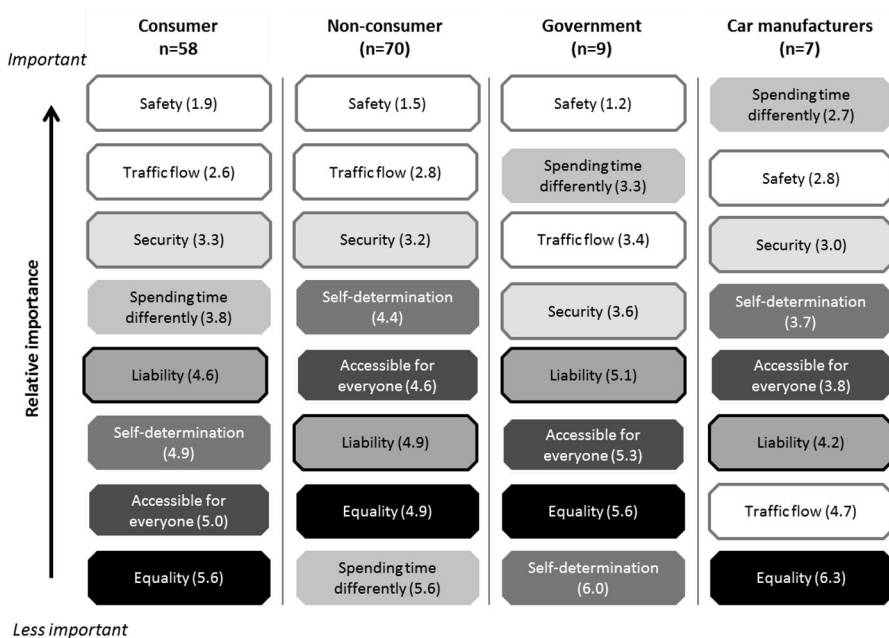 Consumer
n=58
Non-consumer
(n=70)
Government
(n=9)
Car manufacturers
(n=7)
Important
Relative importance
Safety (1.9)
Traffic flow (2.6)
Security (3.3)
Spending time
differently (3.8)
Liability (4.6)
Self-determination
(4.9)
Accessible for
everyone (5.0)
Equality (5.6)
Safety (1.5)
Traffic flow (2.8)
Security (3.2)
Self-determination
(4.4)
Accessible for
everyone (4.6)
Liability (4.9)
Equality (4.9)
Spending time
differently (5.6)
Safety (1.2)
Spending time
differently (3.3)
Traffic flow (3.4)
Security (3.6)
Liability (5.1)
Accessible for
everyone (5.3)
Equality (5.6)
Self-determination
(6.0)
Spending time
differently (2.7)
Safety (2.8)
Security (3.0)
Self-determination
(3.7)
Accessible for
everyone (3.8)
Liability (4.2)
Traffic flow (4.7)
Equality (6.3)
Less important